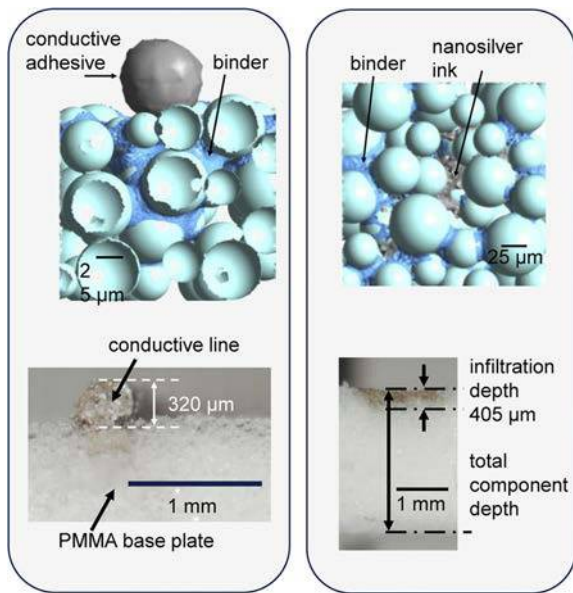 conductive
adhesive
binder
2
5 µm
conductive line
320 µm
1 mm
PMMA base plate
binder
nanosilver
ink
25 µm
infiltration
depth
405 µm
total
component
depth
1 mm